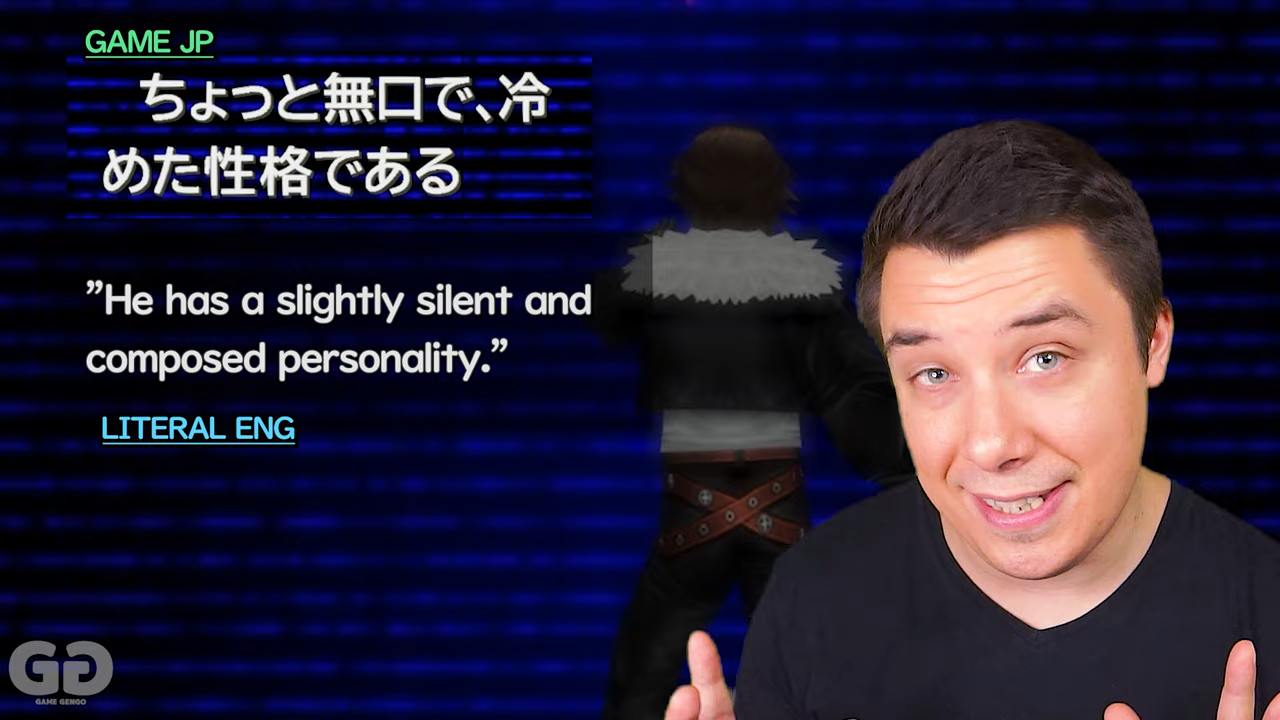 GAME JP
ちょっと無口で、冷
めた性格である
”He has a slightly silent and
composed personality.”
LITERAL ENG
GG
GAME GENGO